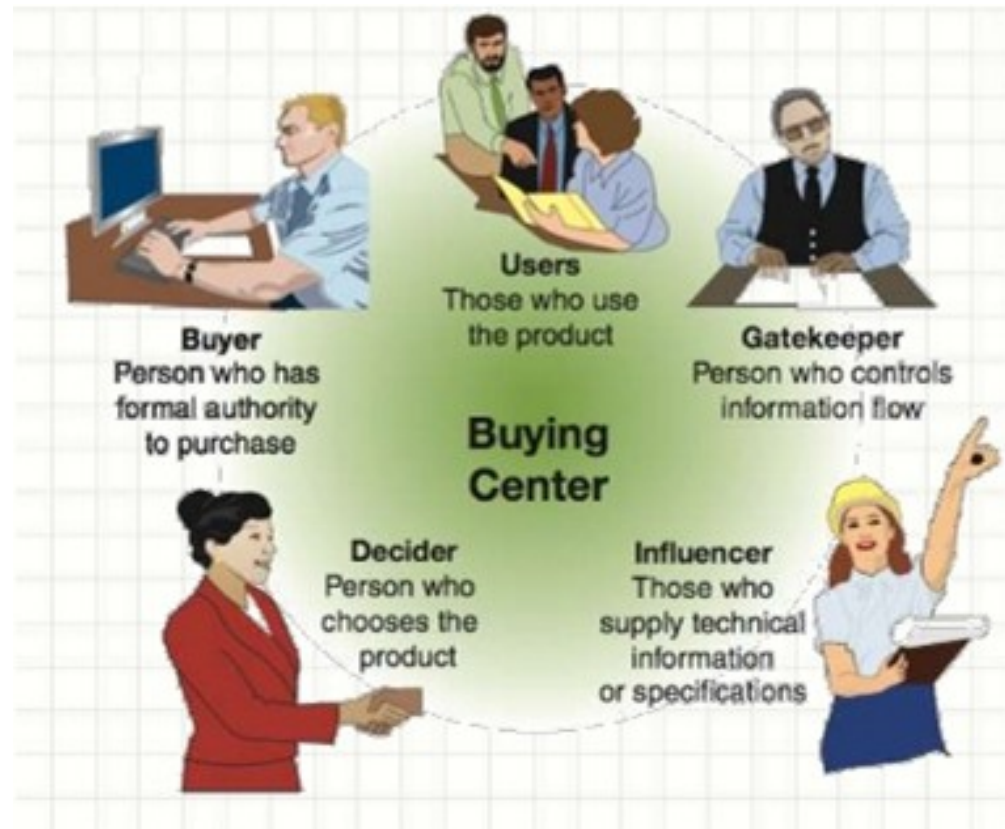 Users
Those who use
the product
Buyer
Person who has
formal authority
to purchase
Gatekeeper
Person who controls
information flow
Buying
Center
Decider
Person who
chooses the
product
Influencer
Those who
supply technical
information
or specifications